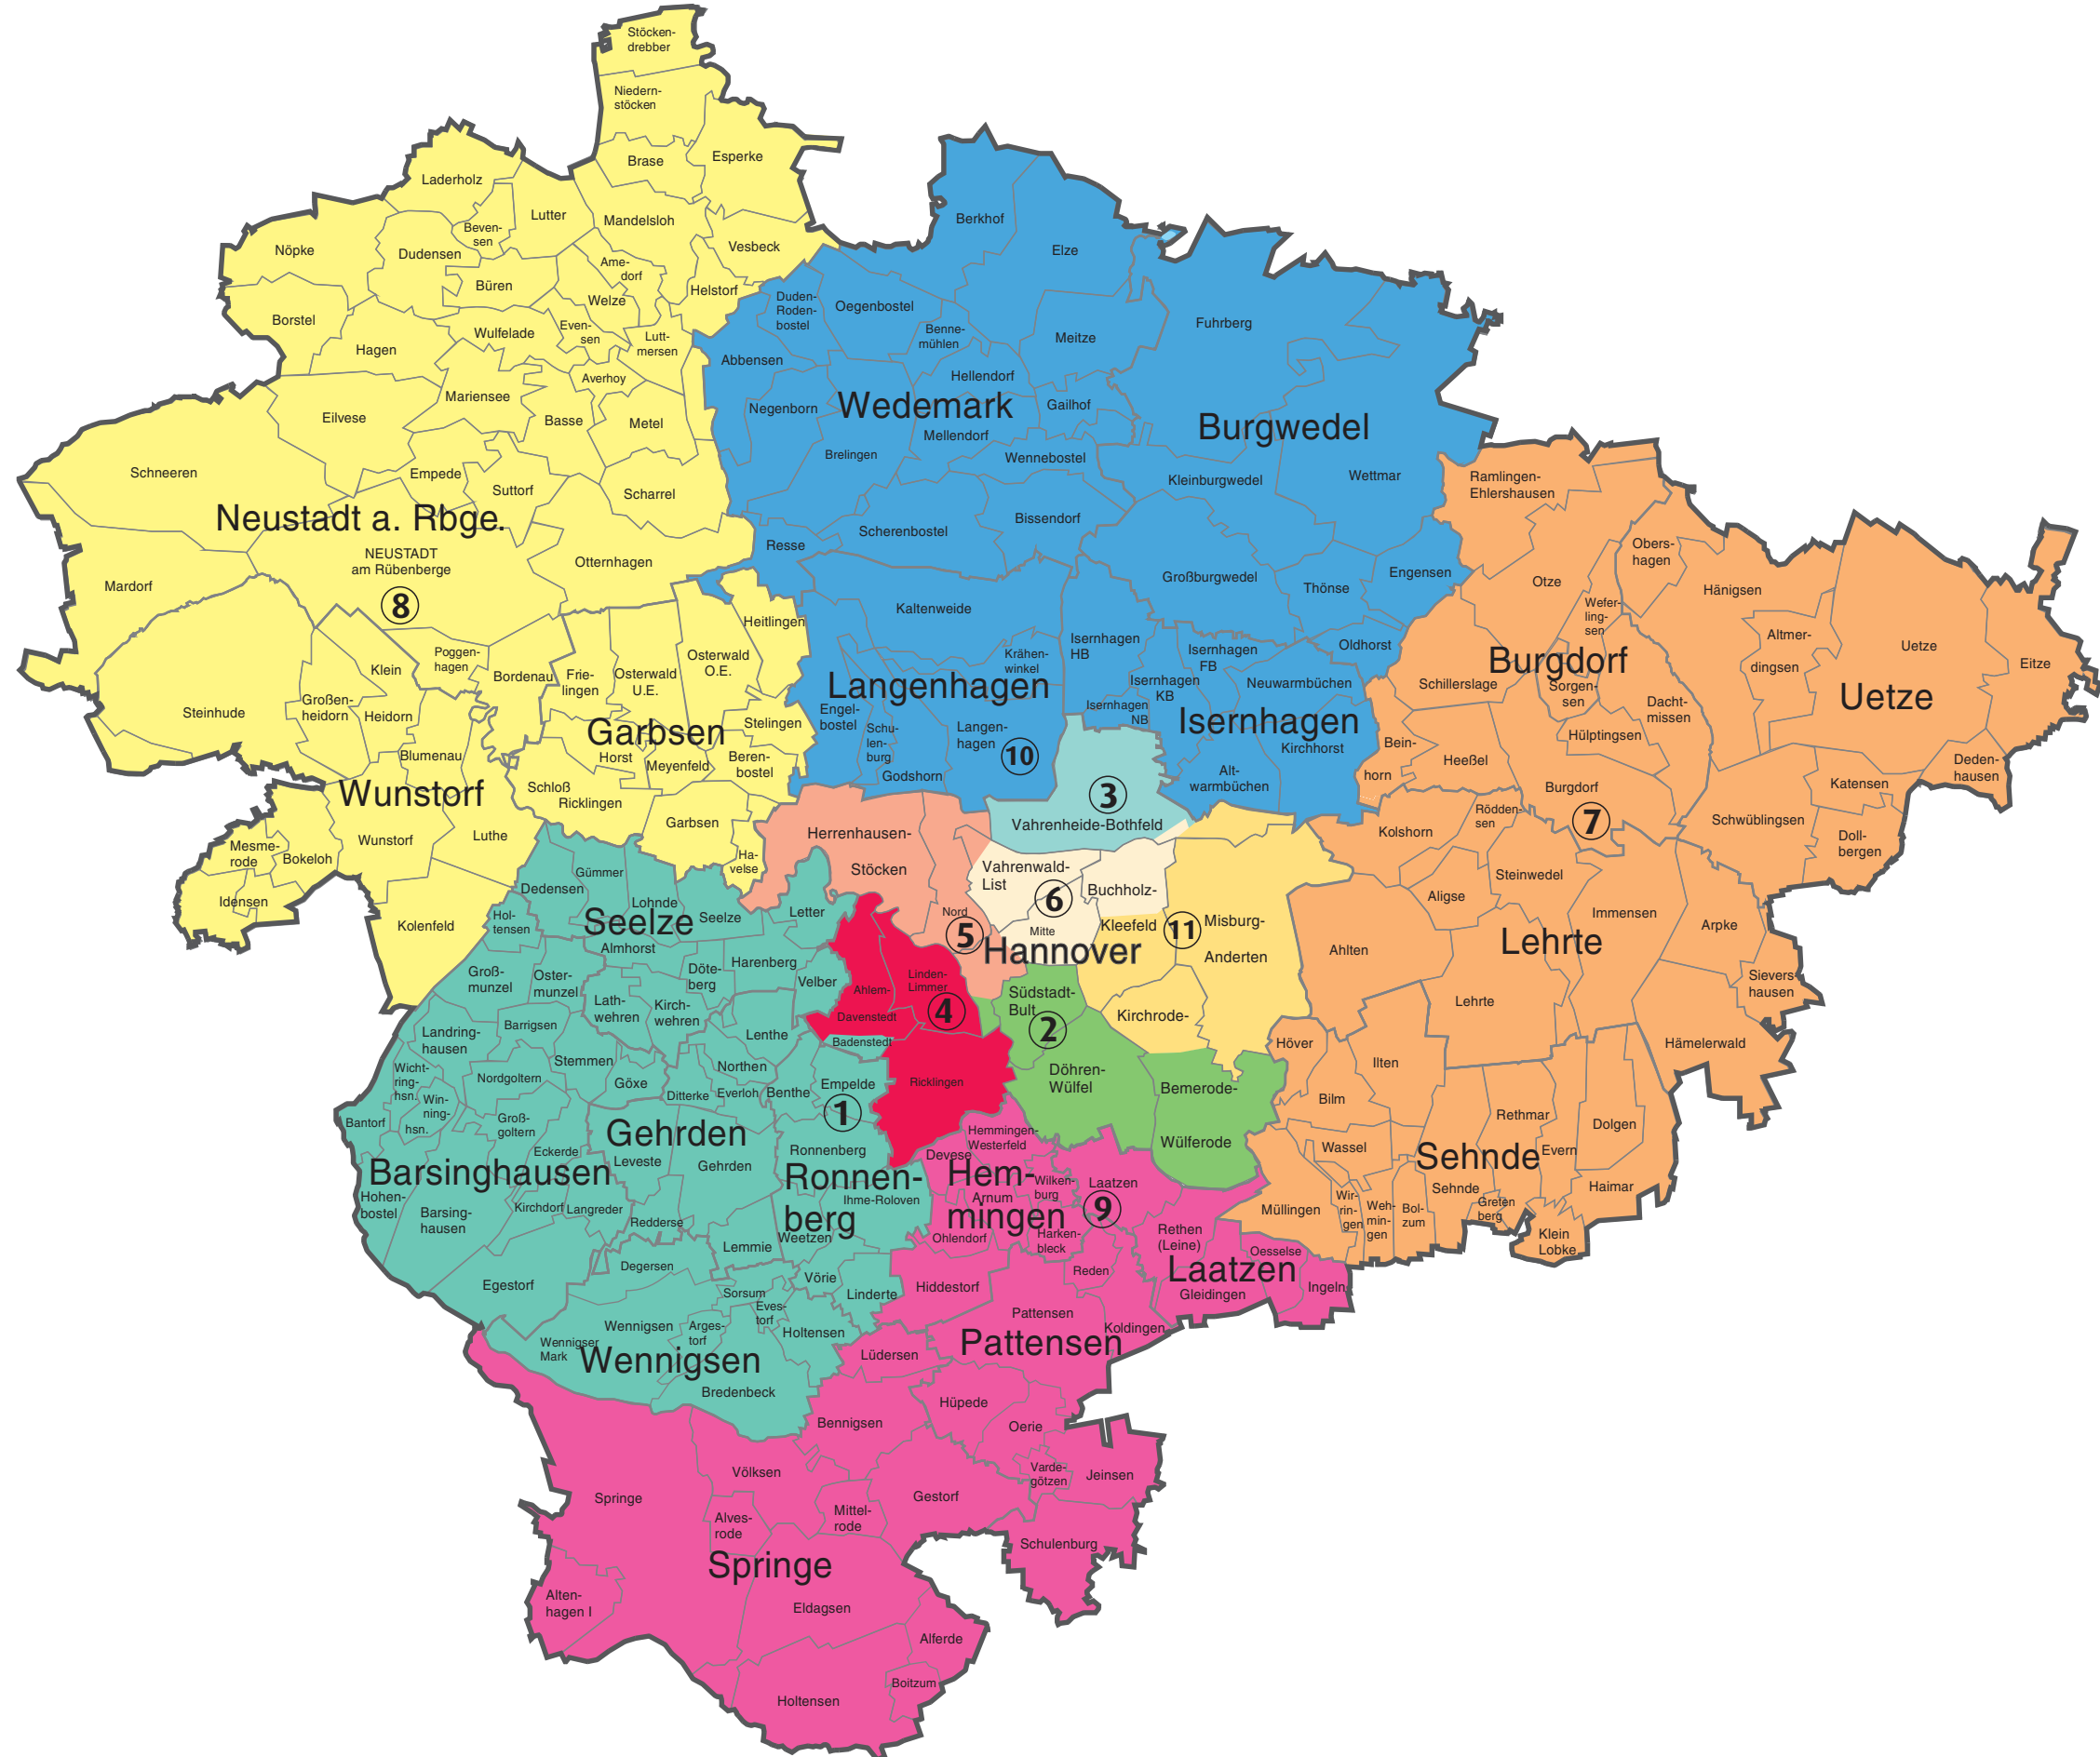 Stöcken-
drebber
Niedern-
stöcken
Brase
Esperke
Laderholz
Lutter
Mandelsloh
Beven-
sen
Vesbeck
Nöpke
Dudensen
Ame-
dorf
Büren
Welze
Helstorf
Borstel
Wulfelade
Even-
sen
Lutt-
mersen
Hagen
Averhoy
Mariensee
Eilvese
Basse
Metel
Schneeren
Empede
Suttorf
Scharrel
Neustadt a. Rbge.
NEUSTADT
am Rübenberge
8
Otternhagen
Mardorf
Poggen-
hagen
Klein
Heidorn
Bordenau
Frie-
lingen
Osterwald
U.E.
Osterwald
O.E.
Heitlingen
Steinhude
Großen-
heidorn
Garbsen
Stelingen
Blumenau
Horst
Meyenfeld
Beren-
bostel
Schloß
Ricklingen
Wunstorf
Wunstorf
Luthe
Garbsen
Ha-
velse
Mesme-
rode
Bokeloh
Idensen
Kolenfeld
Berkhof
Elze
Duden-
Roden-
bostel
Oegenbostel
Benne-
mühlen
Meitze
Fuhrberg
Abbensen
Hellendorf
Negenborn
Wedemark
Gailhof
Burgwedel
Mellendorf
Brelingen
Wennebostel
Kleinburgwedel
Wettmar
Scherenbostel
Bissendorf
Resse
Großburgwedel
Thönse
Engensen
Kaltenweide
Krähen-
winkel
Isernhagen
HB
Isernhagen
FB
Oldhorst
Langenhagen
Isernhagen
KB
Neuwarmbüchen
Isernhagen
NB
Engel-
bostel
Schu-
len-
burg
Langen-
hagen
10
Isernhagen
Kirchhorst
Godshorn
Alt-
warmbüchen
Ramlingen-
Ehlershausen
Obers-
hagen
Otze
Hänigsen
Wefer-
ling-
sen
Altmer-
dingsen
Uetze
Eitze
Burgdorf
Schillerslage
Sorgen-
sen
Dacht-
missen
Uetze
Hülptingsen
Bein-
horn
Heeßel
Burgdorf
7
Katensen
Deden-
hausen
Kolshorn
Rödden-
sen
Schwüblingsen
Doll-
bergen
Steinwedel
Aligse
Immensen
Arpke
Ahlten
Lehrte
Lehrte
Sievers-
hausen
Hämelerwald
Höver
Ilten
Bilm
Rethmar
Dolgen
Wassel
Sehnde
Evern
Haimar
Sehnde
Müllingen
Wir-
rin-
gen
Weh-
min-
gen
Bol-
zum
Greten
berg
Klein
Lobke
3
Vahrenheide-Bothfeld
Herrenhausen-
Stöcken
Vahrenwald-
List
6
Buchholz-
Nord
5
Mitte
Kleefeld
11
Misburg-
Hannover
Anderten
Linden-
Limmer
4
Ahlem-
Davenstedt
Badenstedt
Ricklingen
Südstadt-
Bult
2
Kirchrode-
Döhren-
Wülfel
Bemerode-
Wülferode
Gümmer
Dedensen
Lohnde
Hol-
tensen
Seelze
Seelze
Letter
Almhorst
Harenberg
Groß-
munzel
Oster-
munzel
Döte-
berg
Velber
Lath-
wehren
Kirch-
wehren
Landring-
hausen
Barrigsen
Lenthe
Stemmen
Wicht-
ring-
hsn.
Nordgoltern
Göxe
Northen
Ditterke
Everloh
Benthe
Empelde
1
Win-
ning-
hsn.
Bantorf
Groß-
goltern
Gehrden
Eckerde
Leveste
Gehrden
Ronnenberg
Barsinghausen
Ronnen-
berg
Ihme-Roloven
Hohen-
bostel
Barsing-
hausen
Kirchdorf
Langreder
Redderse
Weetzen
Lemmie
Egestorf
Degersen
Vörie
Sorsum
Linderte
Eves-
torf
Wennigsen
Arges-
torf
Holtensen
Wennigser
Mark
Wennigsen
Bredenbeck
Hemmingen-
Westerfeld
Devese
Hem-
mingen
Arnum
Wilken-
burg
Laatzen
9
Ohlendorf
Harken-
bleck
Rethen
(Leine)
Oesselse
Reden
Laatzen
Gleidingen
Ingeln
Hiddestorf
Pattensen
Koldingen
Pattensen
Lüdersen
Hüpede
Bennigsen
Oerie
Völksen
Varde-
götzen
Jeinsen
Springe
Gestorf
Alves-
rode
Mittel-
rode
Schulenburg
Springe
Alten-
hagen I
Eldagsen
Alferde
Boitzum
Holtensen